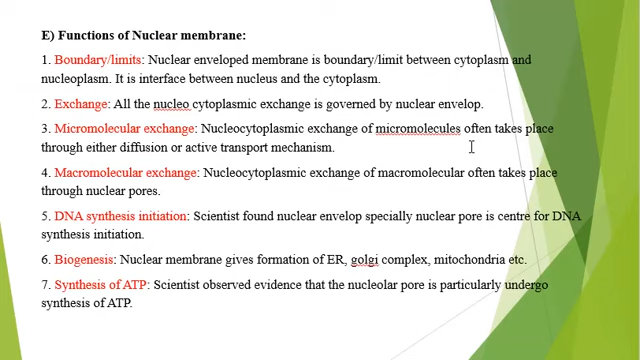 E) Functions of Nuclear membrane:
1. Boundary/limits: Nuclear enveloped membrane is boundary/limit between cytoplasm and
nucleoplasm. It is interface between nucleus and the cytoplasm.
2. Exchange: All the nucleo cytoplasmic exchange is governed by nuclear envelop.
3. Micromolecular exchange: Nucleocytoplasmic exchange of micromolecules often takes place
through either diffusion or active transport mechanism.
4. Macromolecular exchange: Nucleocytoplasmic exchange of macromolecular often takes place
through nuclear pores.
5. DNA synthesis initiation: Scientist found nuclear envelop specially nuclear pore is centre for DNA
synthesis initiation.
6. Biogenesis: Nuclear membrane gives formation of ER, golgi complex, mitochondria etc.
7. Synthesis of ATP: Scientist observed evidence that the nucleolar pore is particularly undergo
synthesis of ATP.